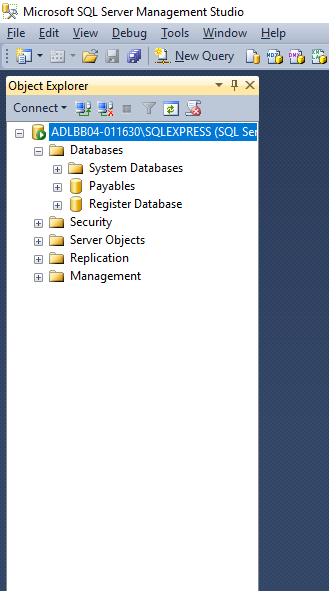 Microsoft SQL Server Management Studio
File Edit View Debug Tools Window Help
New Query
Object Explorer
Connect
ADLBB04-011630\SQLEXPRESS (SQL Ser
Databases
System Databases
Payables
Register Database
Security
Server Objects
Replication
Management